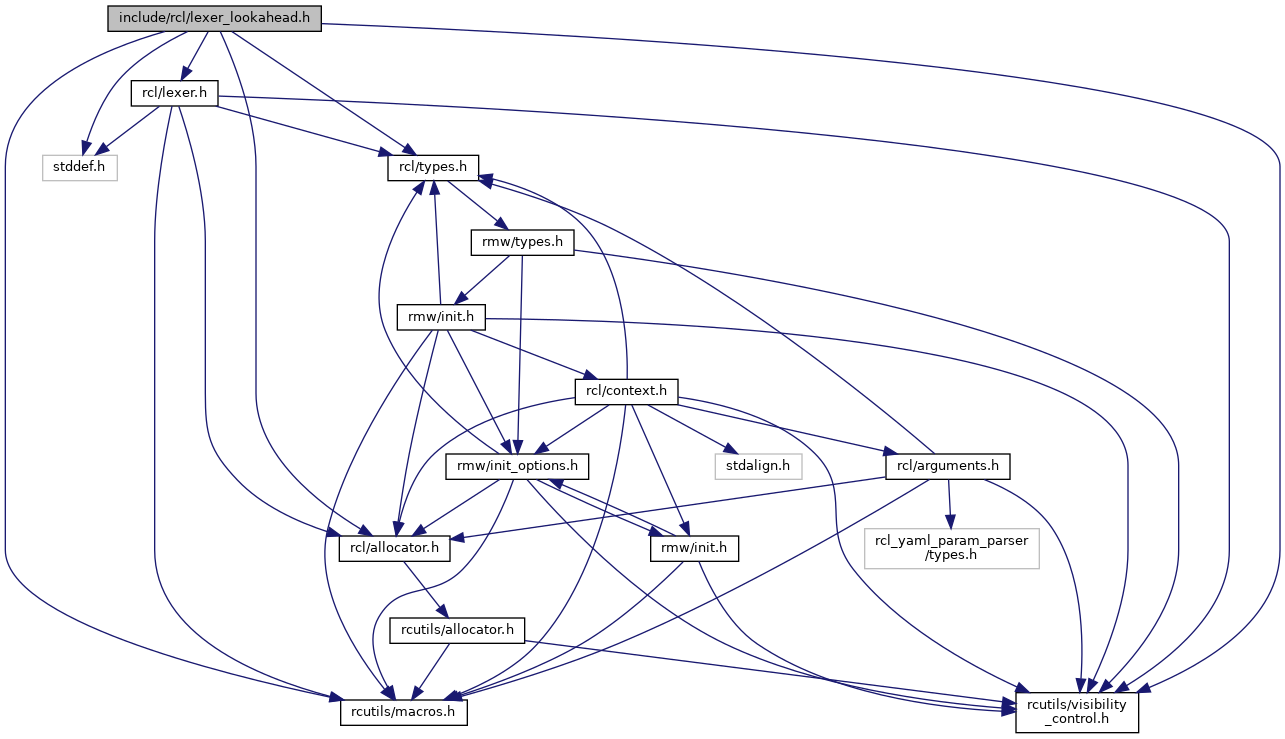 include/rcl/lexer_lookahead.h
rcl/lexer.h
stddef.h
rcl/types.h
rmw/types.h
rmw/init.h
rcl/context.h
rmw/init_options.h
stdalign.h
rcl/arguments.h
rcl/allocator.h
rmw/init.h
rcl_yaml_param_parser
/types.h
rcutils/allocator.h
rcutils/macros.h
rcutils/visibility
_control.h